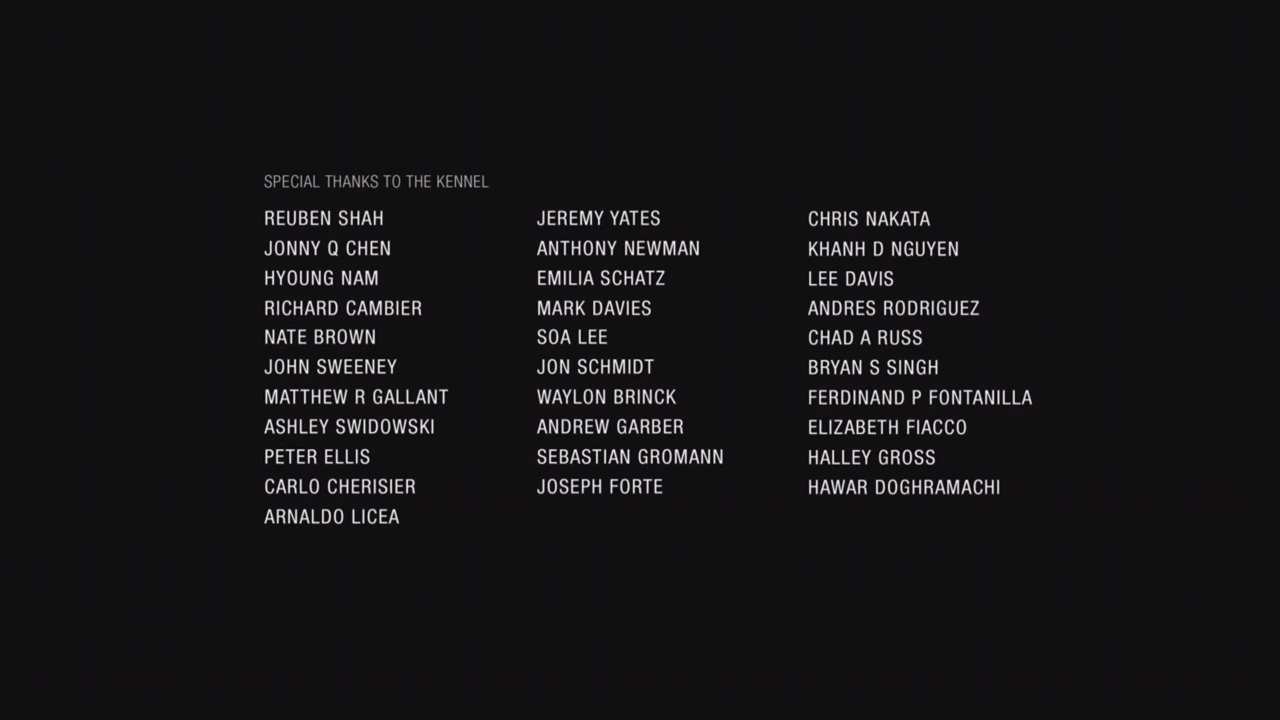 SPECIAL THANKS TO THE KENNEL
REUBEN SHAH
JONNY Q CHEN
HYOUNG NAM
RICHARD CAMBIER
NATE BROWN
JOHN SWEENEY
MATTHEW R GALLANT
ASHLEY SWIDOWSKI
PETER ELLIS
CARLO CHERISIER
ARNALDO LICEA
JEREMY YATES
ANTHONY NEWMAN
EMILIA SCHATZ
MARK DAVIES
SOA LEE
JON SCHMIDT
WAYLON BRINCK
ANDREW GARBER
SEBASTIAN GROMANN
JOSEPH FORTE
CHRIS NAKATA
KHANH D NGUYEN
LEE DAVIS
ANDRES RODRIGUEZ
CHAD A RUSS
BRYAN S SINGH
FERDINAND P FONTANILLA
ELIZABETH FIACCO
HALLEY GROSS
HAWAR DOGHRAMACHI